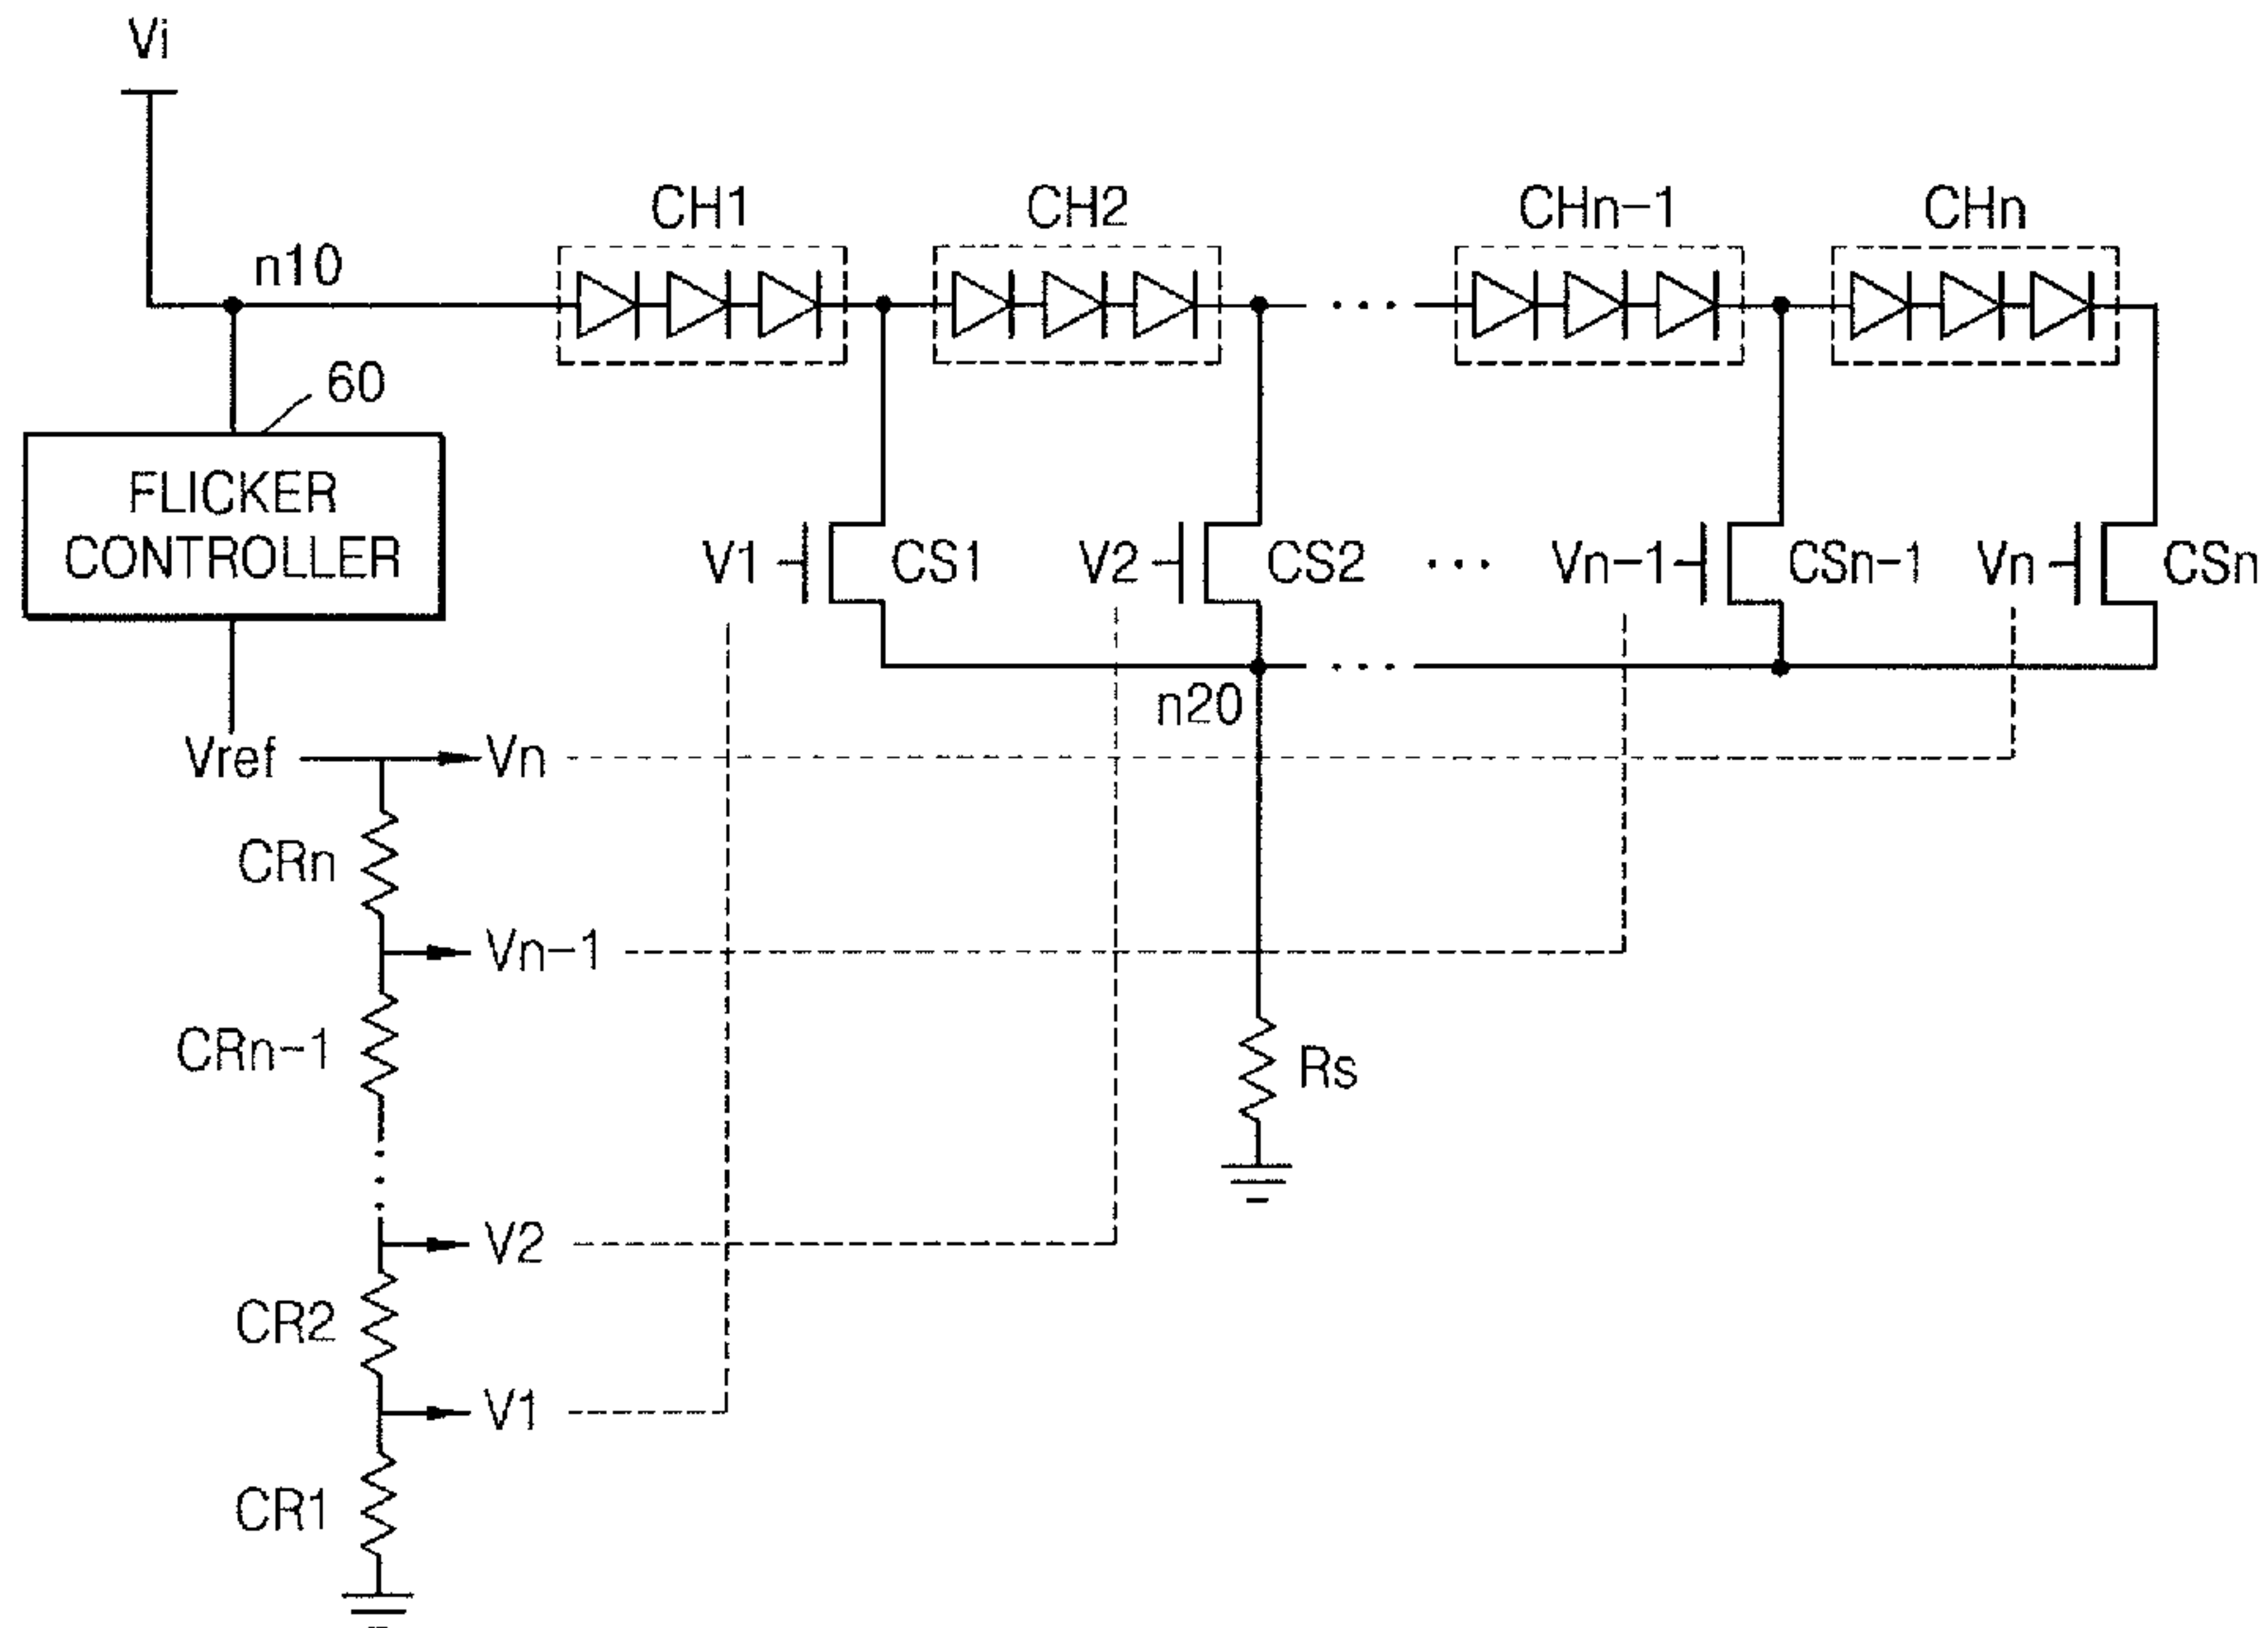 Vi
CH1
CH2
CHn-1
CHn
n10
60
FLICKER
CONTROLLER
V1
CS1
V2
CS2
...
Vn-1
CSn-1
Vn
CSn
n20
Vref
Vn
CRn
Vn-1
CRn-1
Rs
V2
CR2
V1
CR1